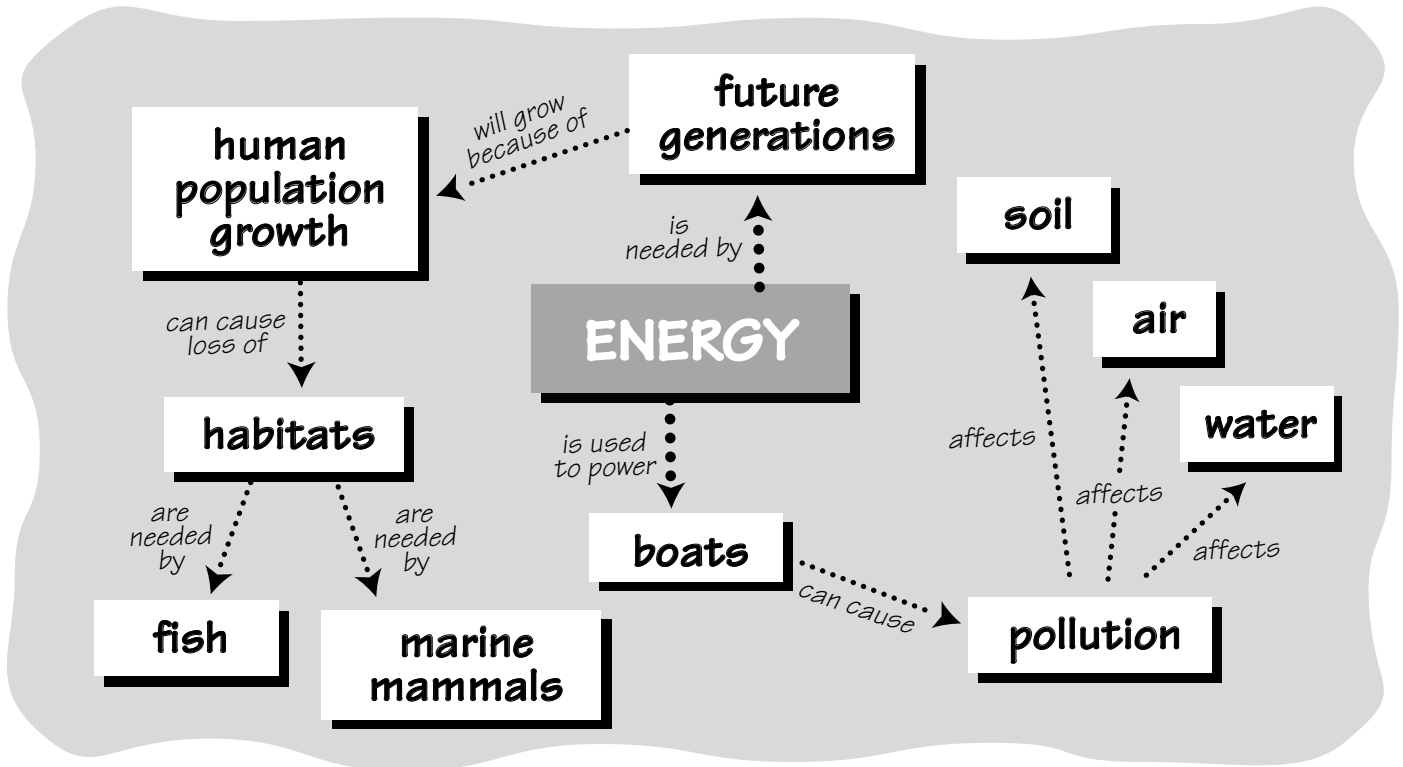 future
generations
will grow
because of
human
population
growth
is
needed by
soil
air
ENERGY
can cause
loss of
water
habitats
is used
to power
affects
affects
affects
are
needed
by
are
needed
by
boats
can cause
fish
marine
mammals
pollution